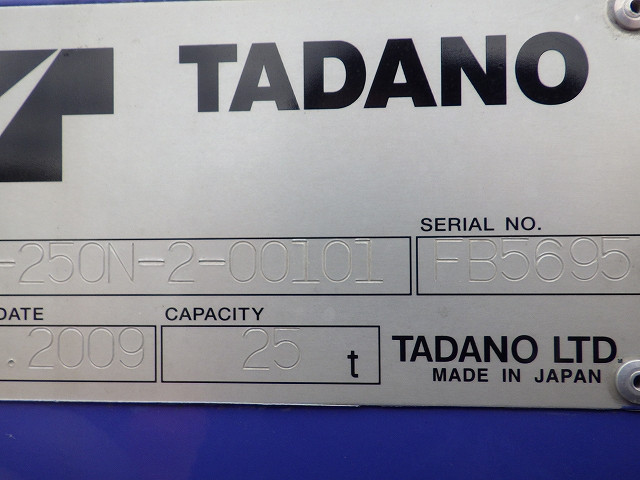 TADANO
SERIAL NO.
-250N-2-00101 FB5695
DATE CAPACITY
.2009 25 t TADANO LTD.
MADE IN JAPAN